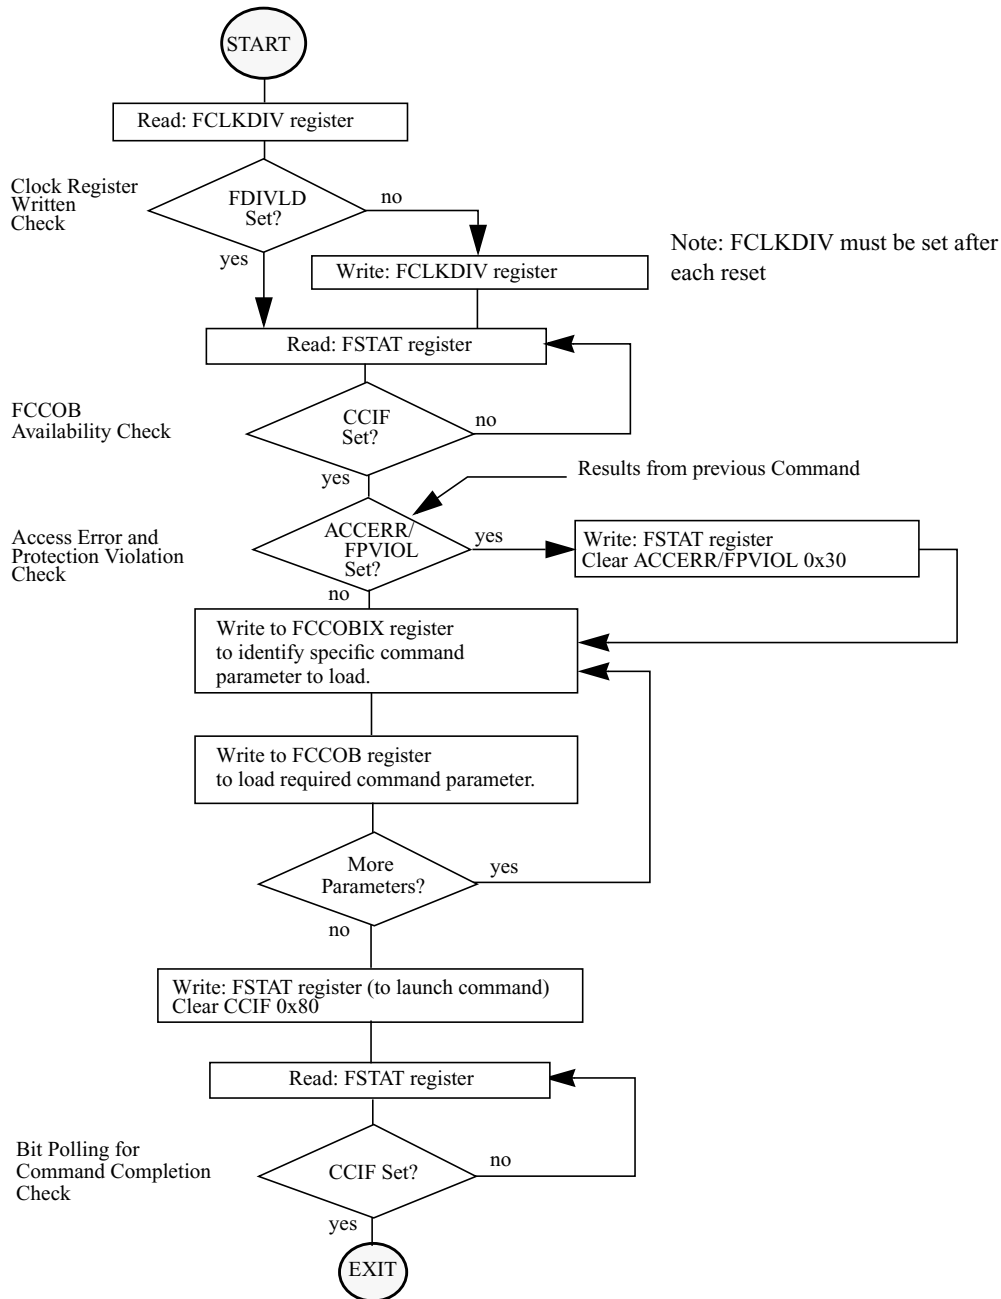 START
Read: FCLKDIV register
Clock Register
Written
Check
FDIVLD
Set?
no
yes
Note: FCLKDIV must be set after
each reset
Write: FCLKDIV register
Read: FSTAT register
FCCOB
Availability Check
CCIF
Set?
no
yes
Results from previous Command
Access Error and
Protection Violation
Check
ACCERR/
FPVIOL
Set?
yes
no
Write: FSTAT register
Clear ACCERR/FPVIOL 0x30
Write to FCCOBIX register
to identify specific command
parameter to load.
Write to FCCOB register
to load required command parameter.
More
Parameters?
yes
no
Write: FSTAT register (to launch command)
Clear CCIF 0x80
Read: FSTAT register
Bit Polling for
Command Completion
Check
CCIF Set?
no
yes
EXIT